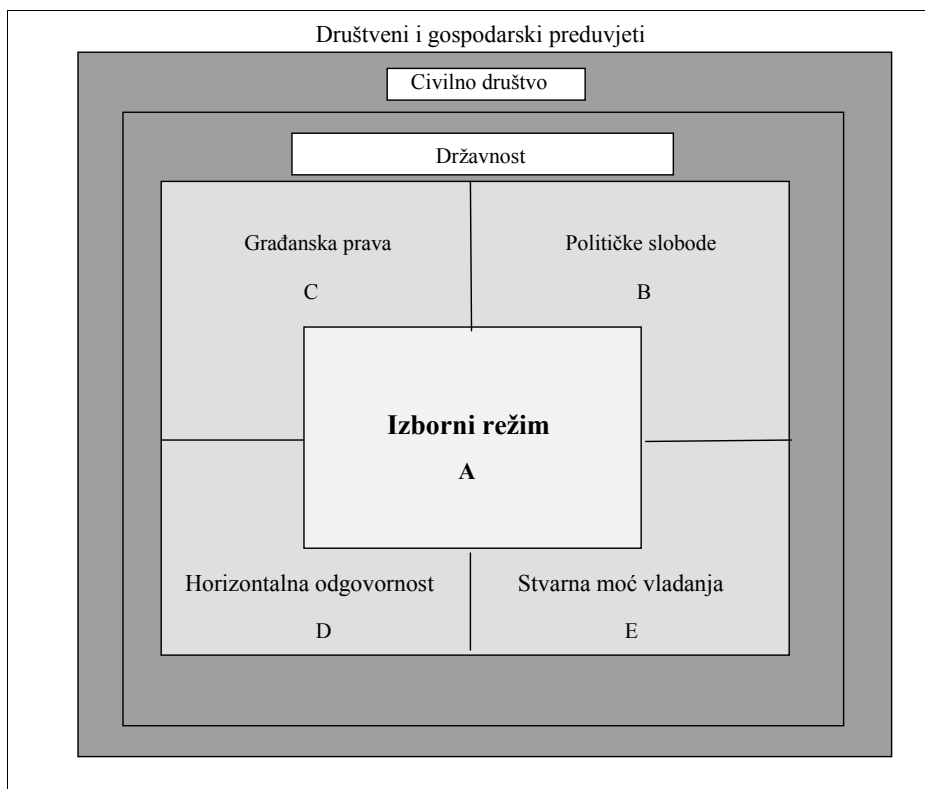 Društveni i gospodarski preduvjeti
Civilno društvo
Državnost
Građanska prava
C
Političke slobode
B
Izborni režim
A
Horizontalna odgovornost
D
Stvarna moć vladanja
E